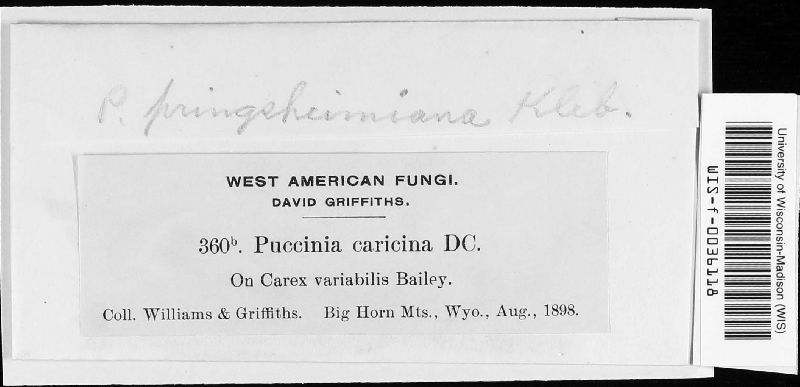 P. pringsheimiana Kleb.
WEST AMERICAN FUNGI.
DAVID GRIFFITHS.
360ᵇ. Puccinia caricina DC.
On Carex variabilis Bailey.
Coll. Williams & Griffiths. Big Horn Mts., Wyo., Aug., 1898.
University of Wisconsin-Madison (WIS)
WIS-f-0036118